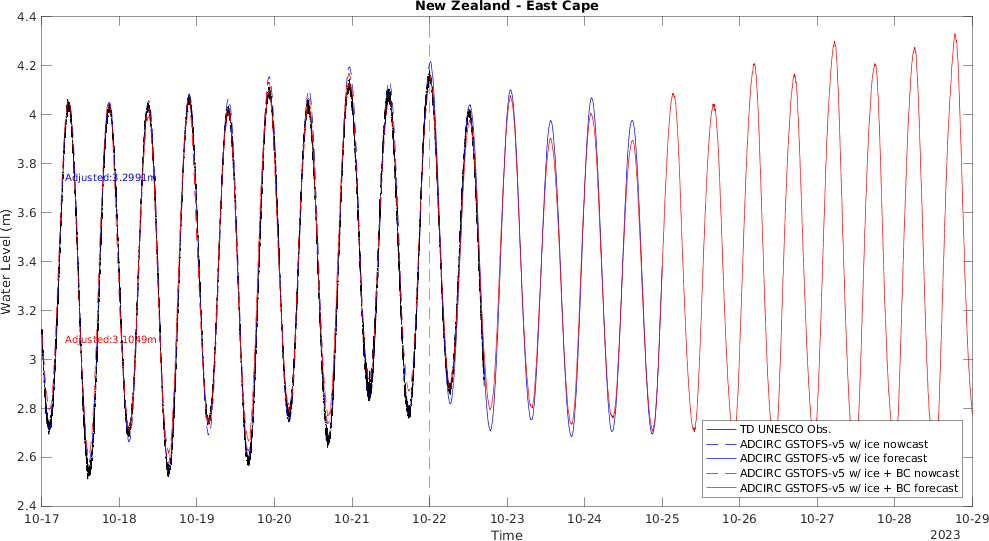 New Zealand - East Cape
4.4
4.2
4
3.8
3.6
3.4
3.2
3
2.8
2.6
2.4
Water Level (m)
Adjusted:3.2991m
Adjusted:3.1049m
TD UNESCO Obs.
ADCIRC GSTOFS-v5 w/ ice nowcast
ADCIRC GSTOFS-v5 w/ ice forecast
ADCIRC GSTOFS-v5 w/ ice + BC nowcast
ADCIRC GSTOFS-v5 w/ ice + BC forecast
10-17 10-18 10-19 10-20 10-21 10-22 10-23 10-24 10-25 10-26 10-27 10-28 10-29
Time
2023